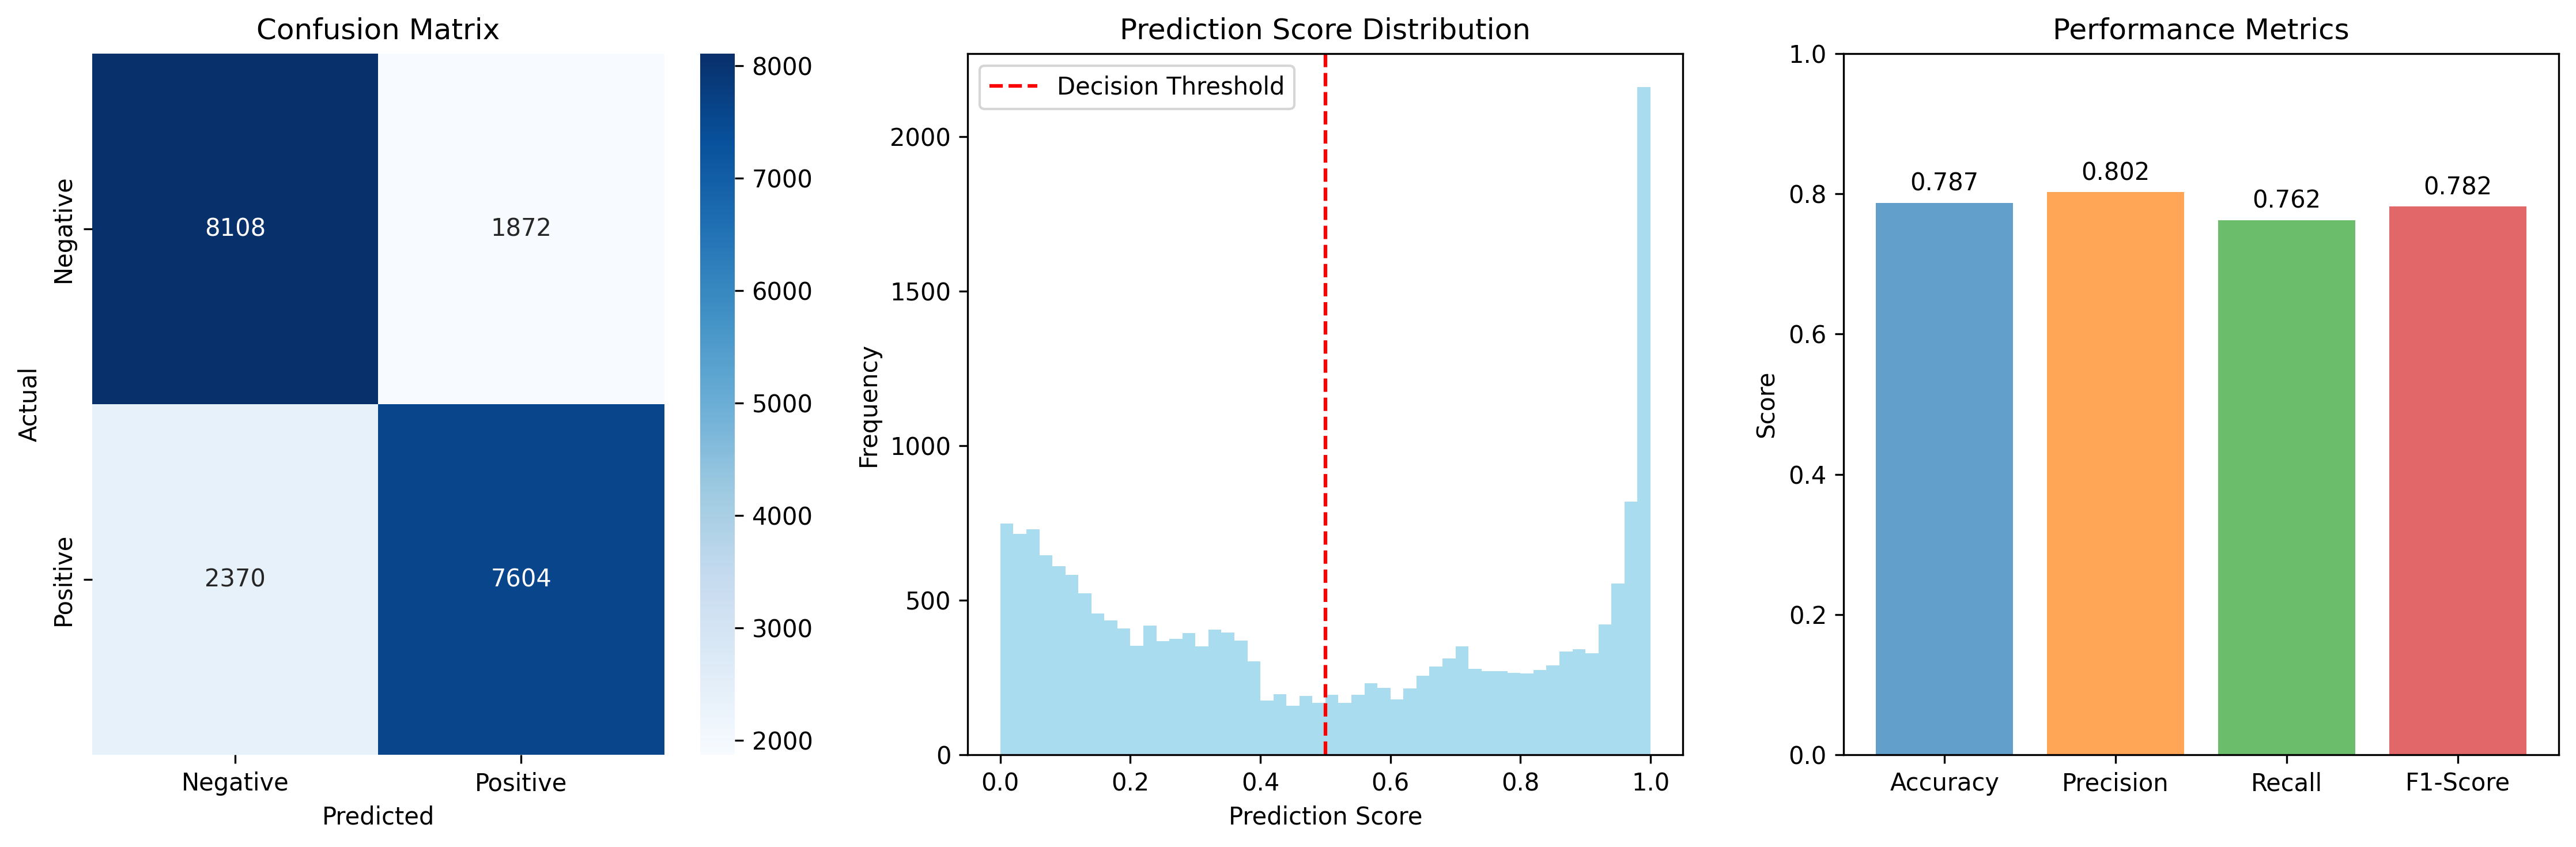 Confusion Matrix
Actual
Negative
Positive
8108
1872
2370
7604
Negative
Positive
Predicted
8000
7000
6000
5000
4000
3000
2000
Prediction Score Distribution
Decision Threshold
Frequency
2000
1500
1000
500
0
0.0
0.2
0.4
0.6
0.8
1.0
Prediction Score
Performance Metrics
Score
1.0
0.8
0.6
0.4
0.2
0.0
0.787
0.802
0.762
0.782
Accuracy
Precision
Recall
F1-Score